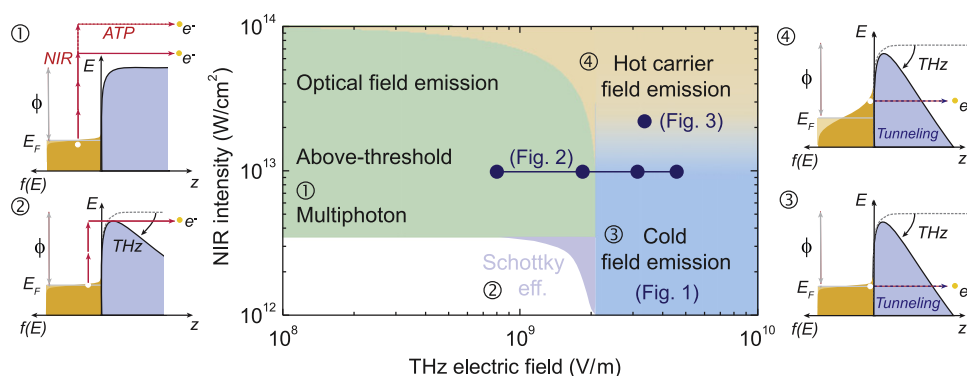 ①
ATP
e-
NIR
E
e-
ϕ
E_F
f(E)
z
②
E
e-
ϕ
THz
E_F
f(E)
z
NIR intensity (W/cm²)
10¹⁴
10¹³
10¹²
Optical field emission
④ Hot carrier
field emission
(Fig. 3)
Above-threshold
(Fig. 2)
①
Multiphoton
③ Cold
field emission
(Fig. 1)
Schottky
② eff.
10⁸
10⁹
10¹⁰
THz electric field (V/m)
④
E
THz
ϕ
e-
E_F
Tunneling
f(E)
z
③
E
THz
ϕ
e-
E_F
Tunneling
f(E)
z